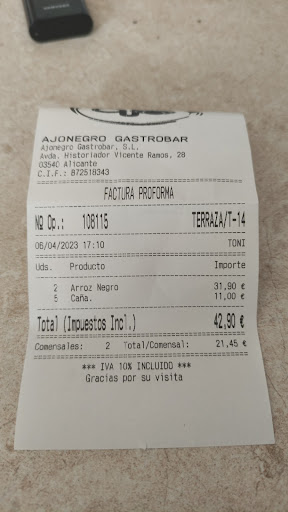 SAMSUNG
AJONEGRO GASTROBAR
Ajonegro Gastrobar, S.L.
Avda. Historiador Vicente Ramos, 28
03540 Alicante
C.I.F.: B72518343
FACTURA PROFORMA
Nº Op.: 108115 TERRAZA/T-14
06/04/2023 17:10 TONI
Uds. Producto Importe
2 Arroz Negro 31,90 €
5 Caña. 11,00 €
Total (Impuestos Incl.) 42,90 €
Comensales: 2 Total/Comensal: 21,45 €
*** IVA 10% INCLUIDO ***
Gracias por su visita